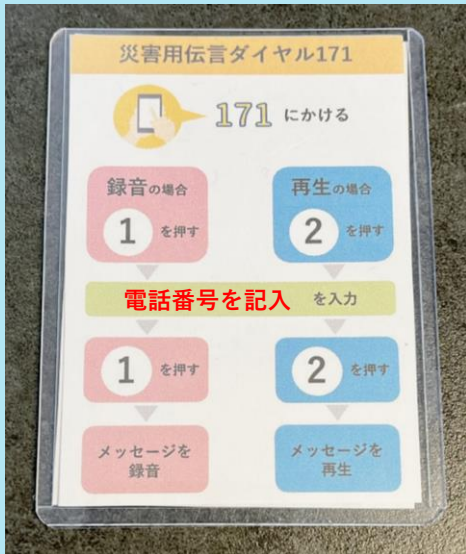 災害用伝言ダイヤル171
171 にかける
録音の場合
1 を押す
再生の場合
2 を押す
電話番号を記入 を入力
1 を押す
2 を押す
メッセージを
録音
メッセージを
再生